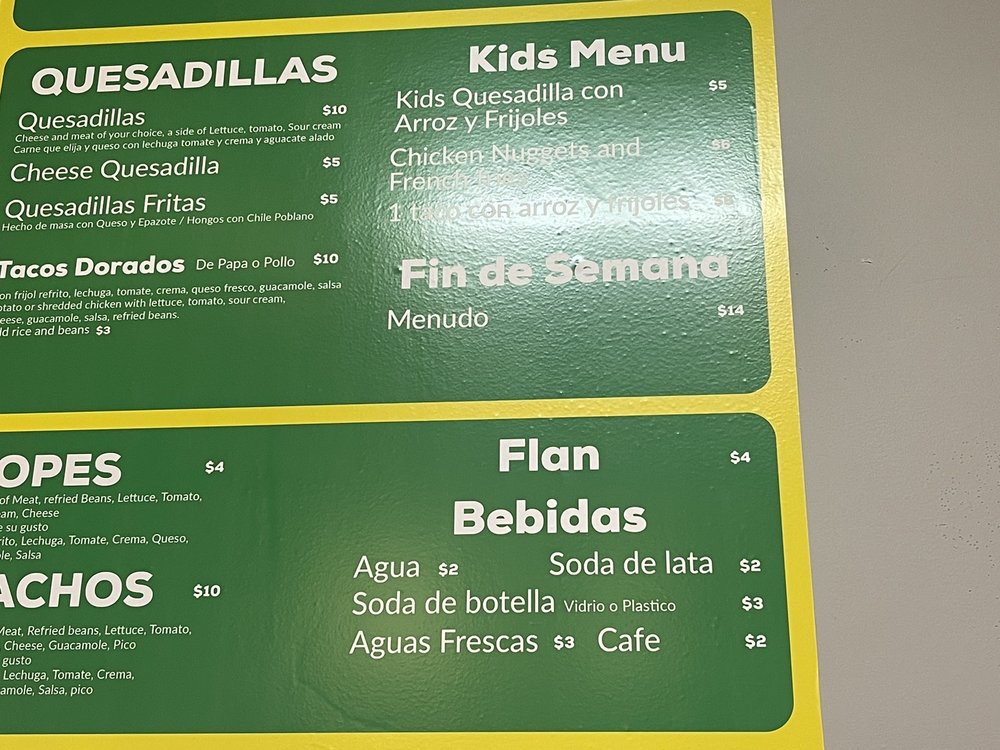 QUESADILLAS
Quesadillas $10
Cheese and meat of your choice, a side of Lettuce, tomato, Sour cream
Carne que elija y queso con lechuga tomate y crema y aguacate alado
Cheese Quesadilla $5
Quesadillas Fritas $5
Hecho de masa con Queso y Epazote / Hongos con Chile Poblano
Tacos Dorados De Papa o Pollo $10
on frijol refrito, lechuga, tomate, crema, queso fresco, guacamole, salsa
otato or shredded chicken with lettuce, tomato, sour cream,
eese, guacamole, salsa, refried beans.
dd rice and beans $3
Kids Menu
Kids Quesadilla con $5
Arroz y Frijoles
Chicken Nuggets and
French Fries
1 taco con arroz y frijoles
Fin de Semana
Menudo $14
OPES $4
of Meat, refried Beans, Lettuce, Tomato,
am, Cheese
e su gusto
rito, Lechuga, Tomate, Crema, Queso,
le, Salsa
ACHOS $10
Meat, Refried beans, Lettuce, Tomato,
Cheese, Guacamole, Pico
gusto
Lechuga, Tomate, Crema,
amole, Salsa, pico
Flan $4
Bebidas
Agua $2 Soda de lata $2
Soda de botella Vidrio o Plastico $3
Aguas Frescas $3 Cafe $2